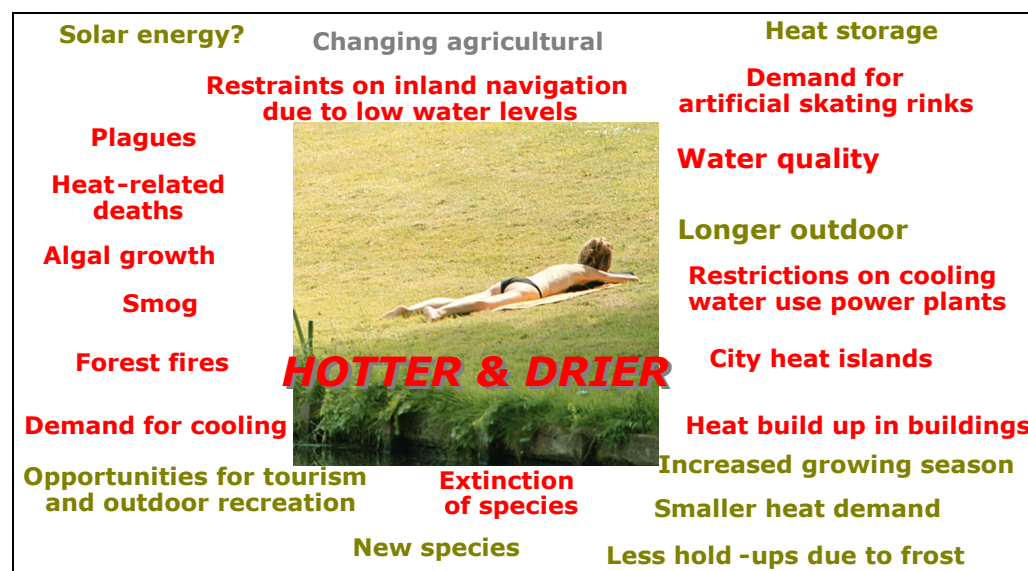 Solar energy?
Changing agricultural
Heat storage
Restraints on inland navigation
due to low water levels
Demand for
artificial skating rinks
Plagues
Water quality
Heat-related
deaths
Longer outdoor
Algal growth
Restrictions on cooling
water use power plants
Smog
Forest fires
HOTTER & DRIER
City heat islands
Demand for cooling
Heat build up in buildings
Opportunities for tourism
and outdoor recreation
Extinction
of species
Increased growing season
Smaller heat demand
New species
Less hold-ups due to frost